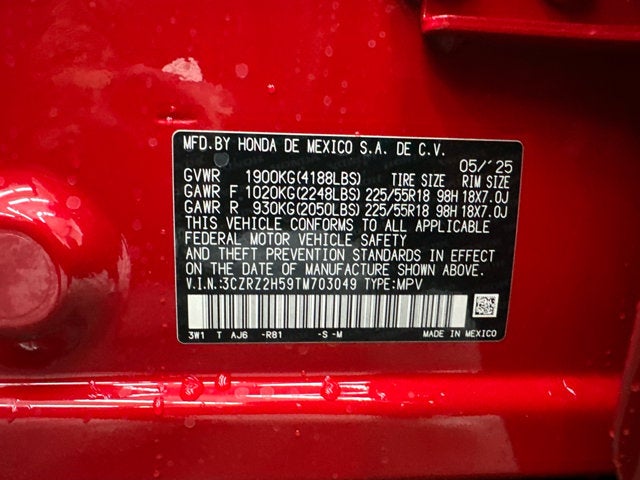 MFD.BY HONDA DE MEXICO S.A. DE C.V.
05/´25
GVWR 1900KG(4188LBS) TIRE SIZE RIM SIZE
GAWR F 1020KG(2248LBS) 225/55R18 98H 18X7.0J
GAWR R 930KG(2050LBS) 225/55R18 98H 18X7.0J
THIS VEHICLE CONFORMS TO ALL APPLICABLE
FEDERAL MOTOR VEHICLE SAFETY
AND THEFT PREVENTION STANDARDS IN EFFECT
ON THE DATE OF MANUFACTURE SHOWN ABOVE.
V.I.N.:3CZRZ2H59TM703049 TYPE:MPV
3W1 T AJ6 -R81 -S -M MADE IN MEXICO